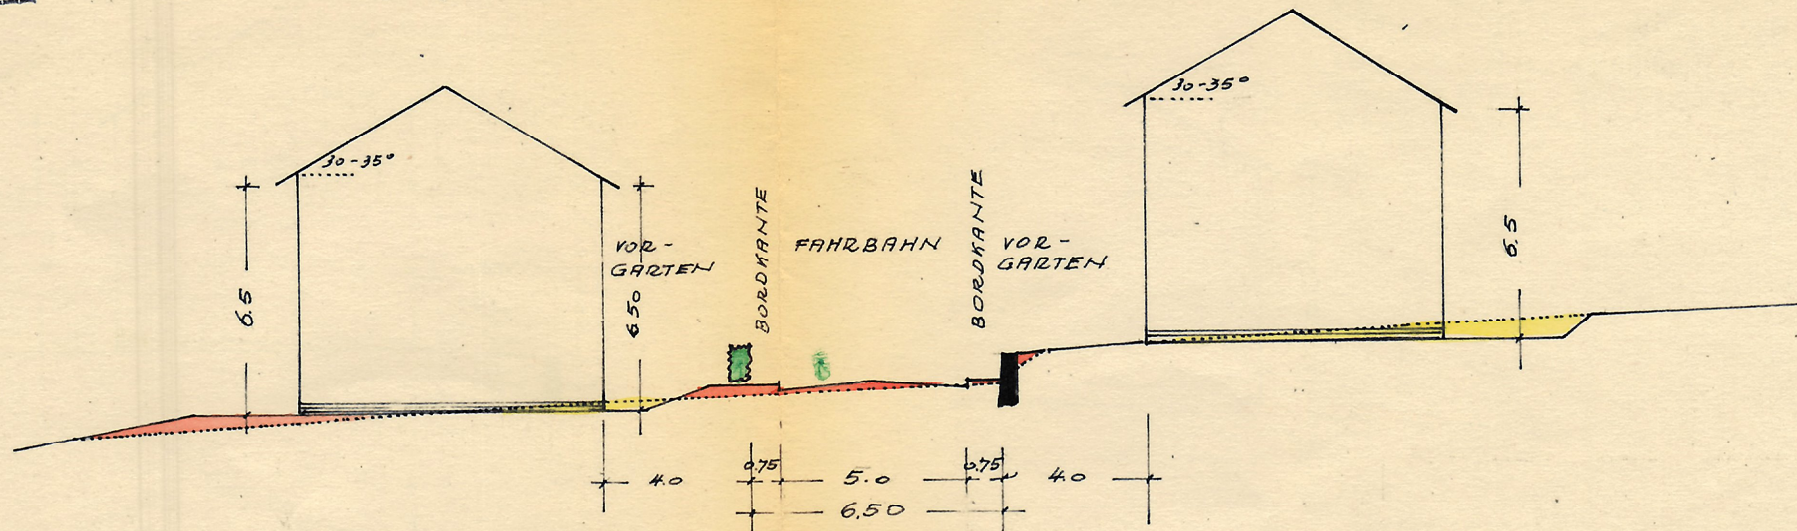 30-35°
30-35°
6.5
VOR-
GARTEN
6.50
BORDKANTE
FAHRBAHN
BORDKANTE
VOR-
GARTEN
6.5
4.0
0.75
5.0
0.75
4.0
6,50